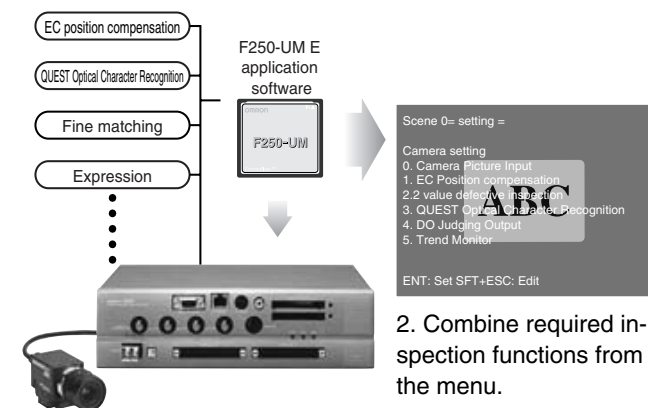 EC position compensation
QUEST Optical Character Recognition
Fine matching
Expression
F250-UM E
application
software
omron
F250-UM
Scene 0= setting =
Camera setting
0. Camera Picture Input
1. EC Position compensation
2.2 value defective inspection
3. QUEST Optical Character Recognition
4. DO Judging Output
5. Trend Monitor
ABC
ENT: Set SFT+ESC: Edit
2. Combine required in-
spection functions from
the menu.